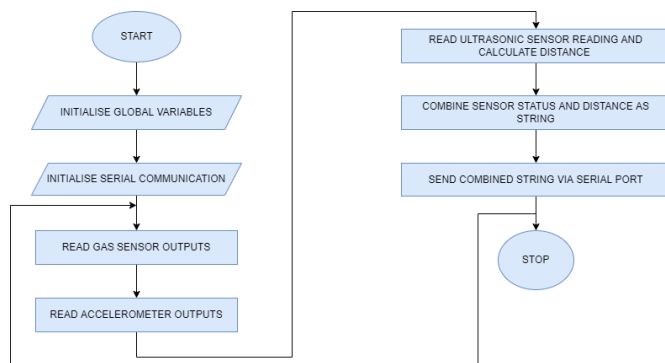 START
INITIALISE GLOBAL VARIABLES
INITIALISE SERIAL COMMUNICATION
READ GAS SENSOR OUTPUTS
READ ACCELEROMETER OUTPUTS
READ ULTRASONIC SENSOR READING AND
CALCULATE DISTANCE
COMBINE SENSOR STATUS AND DISTANCE AS
STRING
SEND COMBINED STRING VIA SERIAL PORT
STOP